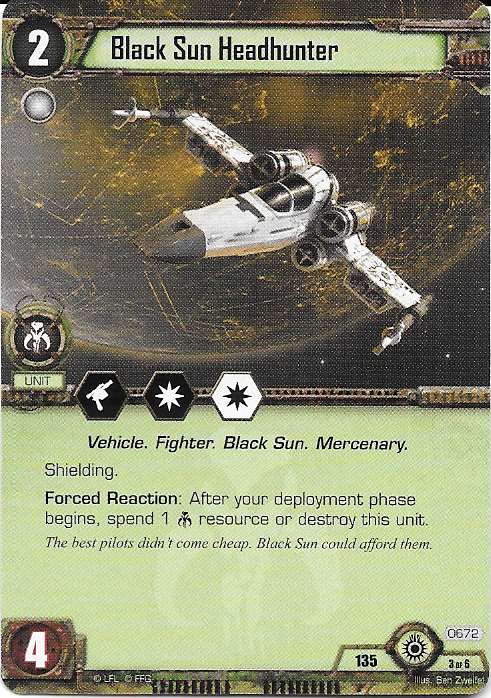 2
Black Sun Headhunter
UNIT
Vehicle. Fighter. Black Sun. Mercenary.
Shielding.
Forced Reaction: After your deployment phase
begins, spend 1 resource or destroy this unit.
The best pilots didn't come cheap. Black Sun could afford them.
0672
4
135
3 OF 6
© LFL © FFG
Illus. Ben Zweifel